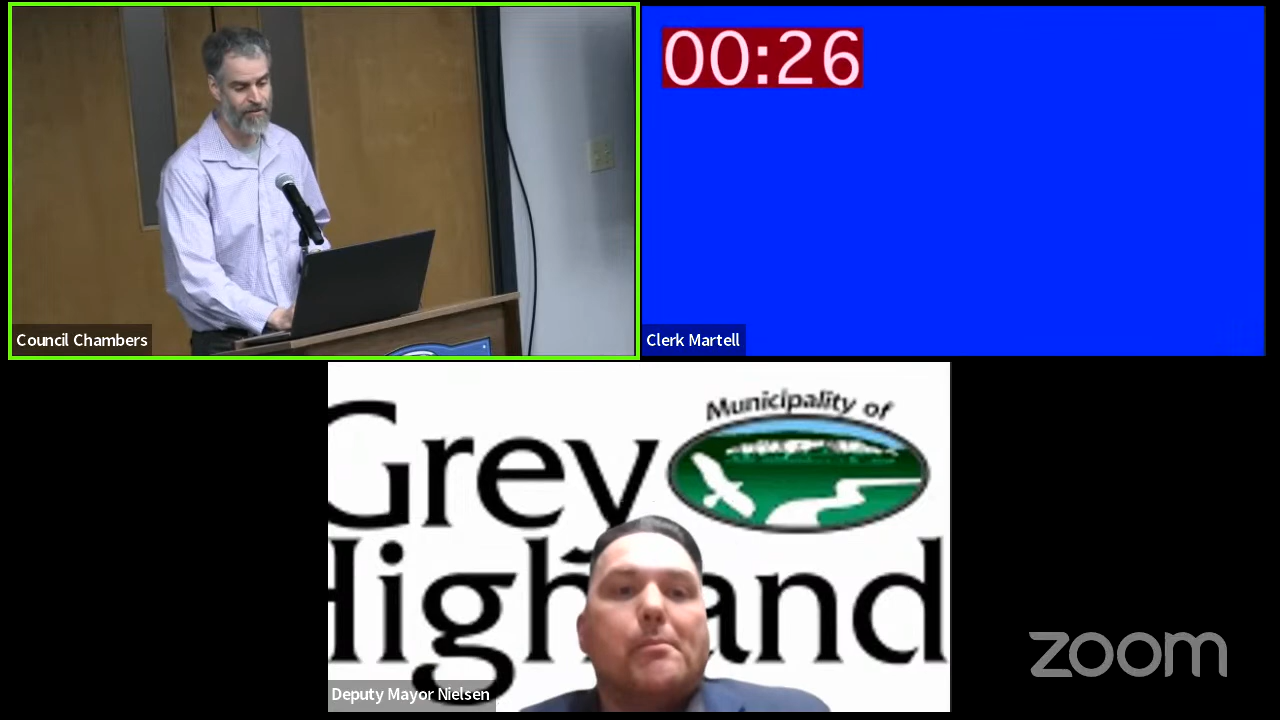 00:26
Council Chambers
Clerk Martell
Municipality of
Grey
Highland
Deputy Mayor Nielsen
zoom